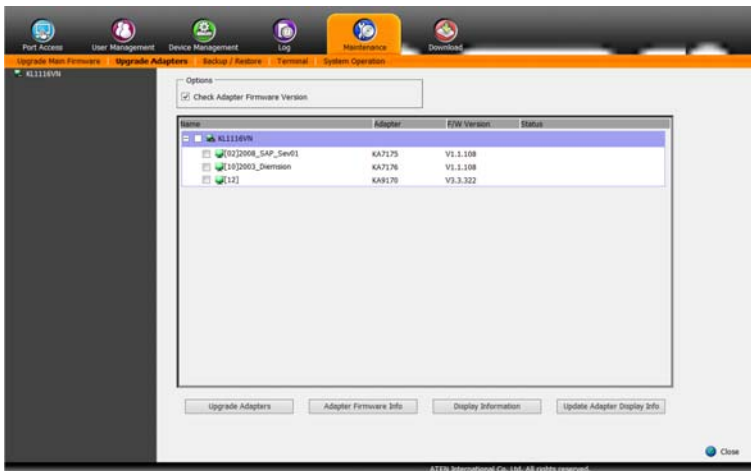 Port Access User Management Device Management Log Maintenance Download
Upgrade Main Firmware Upgrade Adapters Backup / Restore Terminal System Operation
KL1116VN
Options
Check Adapter Firmware Version
Name Adapter F/W Version Status
KL1116VN
[02]2008_SAP_Sev01 KA7175 V1.1.108
[10]2003_Diemsion KA7176 V1.1.108
[12] KA9170 V3.3.322
Upgrade Adapters Adapter Firmware Info Display Information Update Adapter Display Info
Close
ATEN International Co. Ltd. All rights reserved.